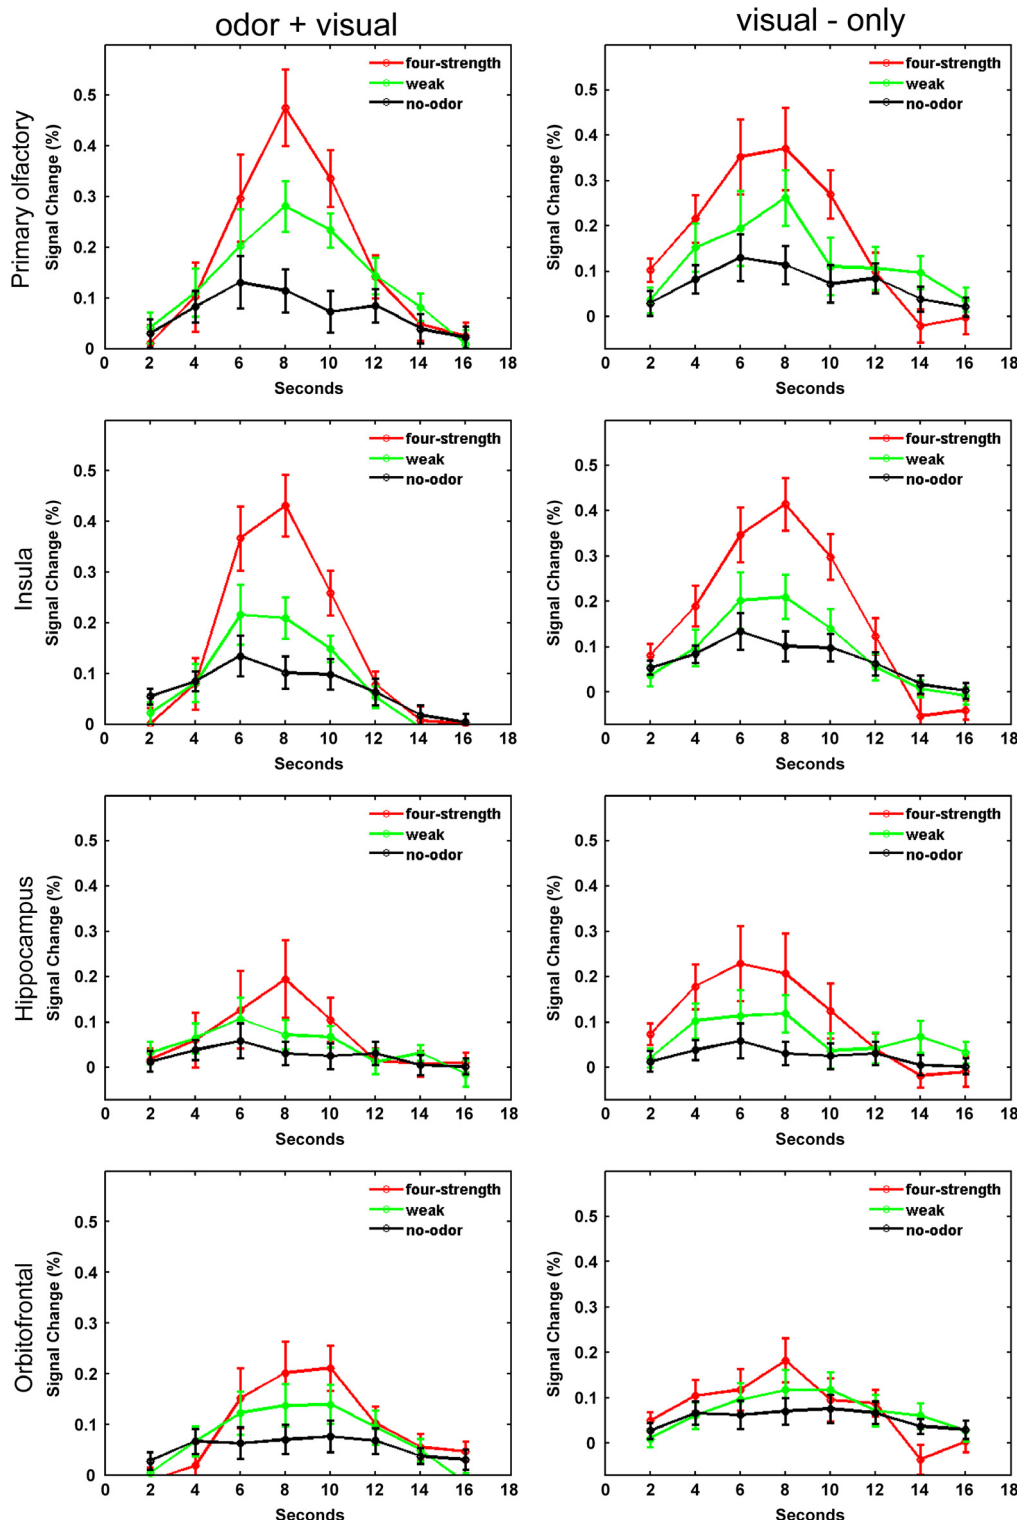 odor + visual
visual - only
Primary olfactory
Signal Change (%)
0.5
0.4
0.3
0.2
0.1
0
four-strength
weak
no-odor
0 2 4 6 8 10 12 14 16 18
Seconds
Signal Change (%)
0.5
0.4
0.3
0.2
0.1
0
four-strength
weak
no-odor
0 2 4 6 8 10 12 14 16 18
Seconds
Insula
Signal Change (%)
0.5
0.4
0.3
0.2
0.1
0
four-strength
weak
no-odor
0 2 4 6 8 10 12 14 16 18
Seconds
Signal Change (%)
0.5
0.4
0.3
0.2
0.1
0
four-strength
weak
no-odor
0 2 4 6 8 10 12 14 16 18
Seconds
Hippocampus
Signal Change (%)
0.5
0.4
0.3
0.2
0.1
0
four-strength
weak
no-odor
0 2 4 6 8 10 12 14 16 18
Seconds
Signal Change (%)
0.5
0.4
0.3
0.2
0.1
0
four-strength
weak
no-odor
0 2 4 6 8 10 12 14 16 18
Seconds
Orbitofrontal
Signal Change (%)
0.5
0.4
0.3
0.2
0.1
0
four-strength
weak
no-odor
0 2 4 6 8 10 12 14 16 18
Seconds
Signal Change (%)
0.5
0.4
0.3
0.2
0.1
0
four-strength
weak
no-odor
0 2 4 6 8 10 12 14 16 18
Seconds